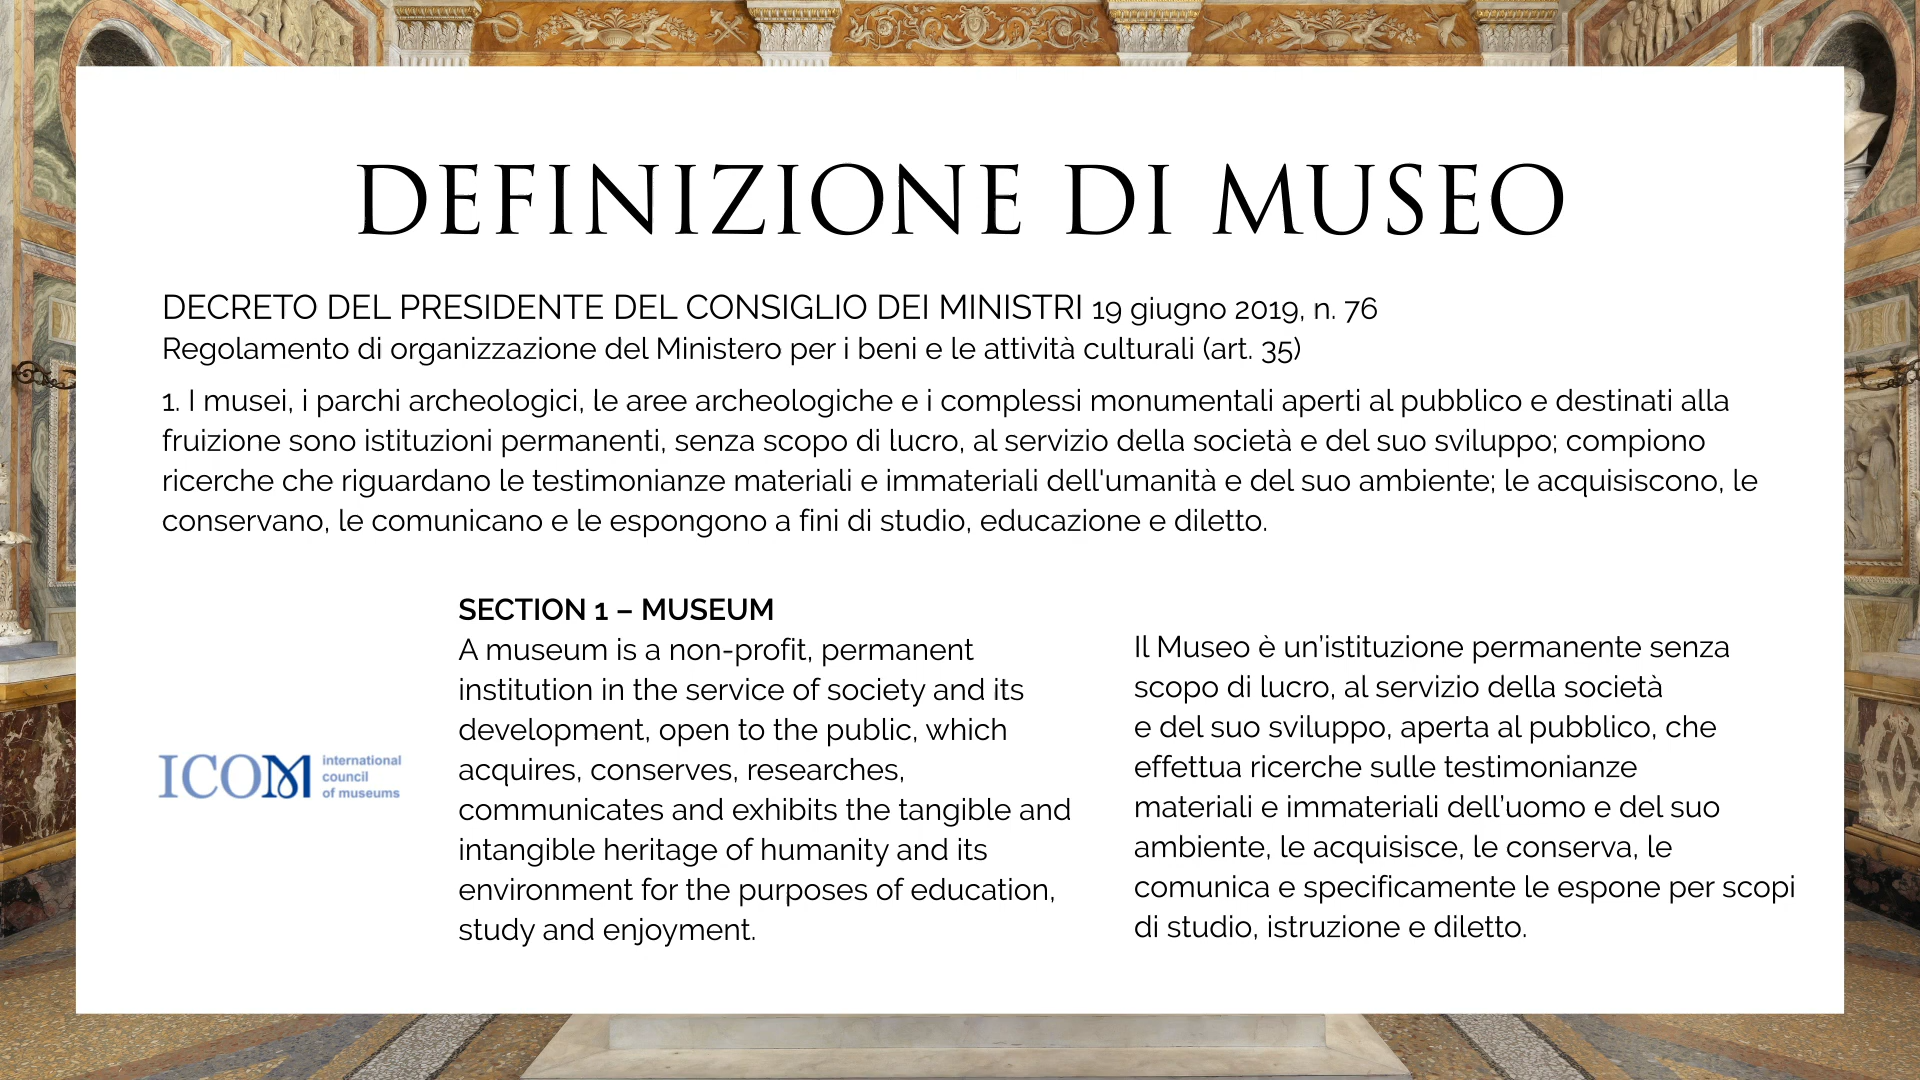 DEFINIZIONE DI MUSEO
DECRETO DEL PRESIDENTE DEL CONSIGLIO DEI MINISTRI 19 giugno 2019, n. 76
Regolamento di organizzazione del Ministero per i beni e le attività culturali (art. 35)
1. I musei, i parchi archeologici, le aree archeologiche e i complessi monumentali aperti al pubblico e destinati alla
fruizione sono istituzioni permanenti, senza scopo di lucro, al servizio della società e del suo sviluppo; compiono
ricerche che riguardano le testimonianze materiali e immateriali dell'umanità e del suo ambiente; le acquisiscono, le
conservano, le comunicano e le espongono a fini di studio, educazione e diletto.
ICOM
international
council
of museums
SECTION 1 – MUSEUM
A museum is a non-profit, permanent
institution in the service of society and its
development, open to the public, which
acquires, conserves, researches,
communicates and exhibits the tangible and
intangible heritage of humanity and its
environment for the purposes of education,
study and enjoyment.
Il Museo è un’istituzione permanente senza
scopo di lucro, al servizio della società
e del suo sviluppo, aperta al pubblico, che
effettua ricerche sulle testimonianze
materiali e immateriali dell’uomo e del suo
ambiente, le acquisisce, le conserva, le
comunica e specificamente le espone per scopi
di studio, istruzione e diletto.